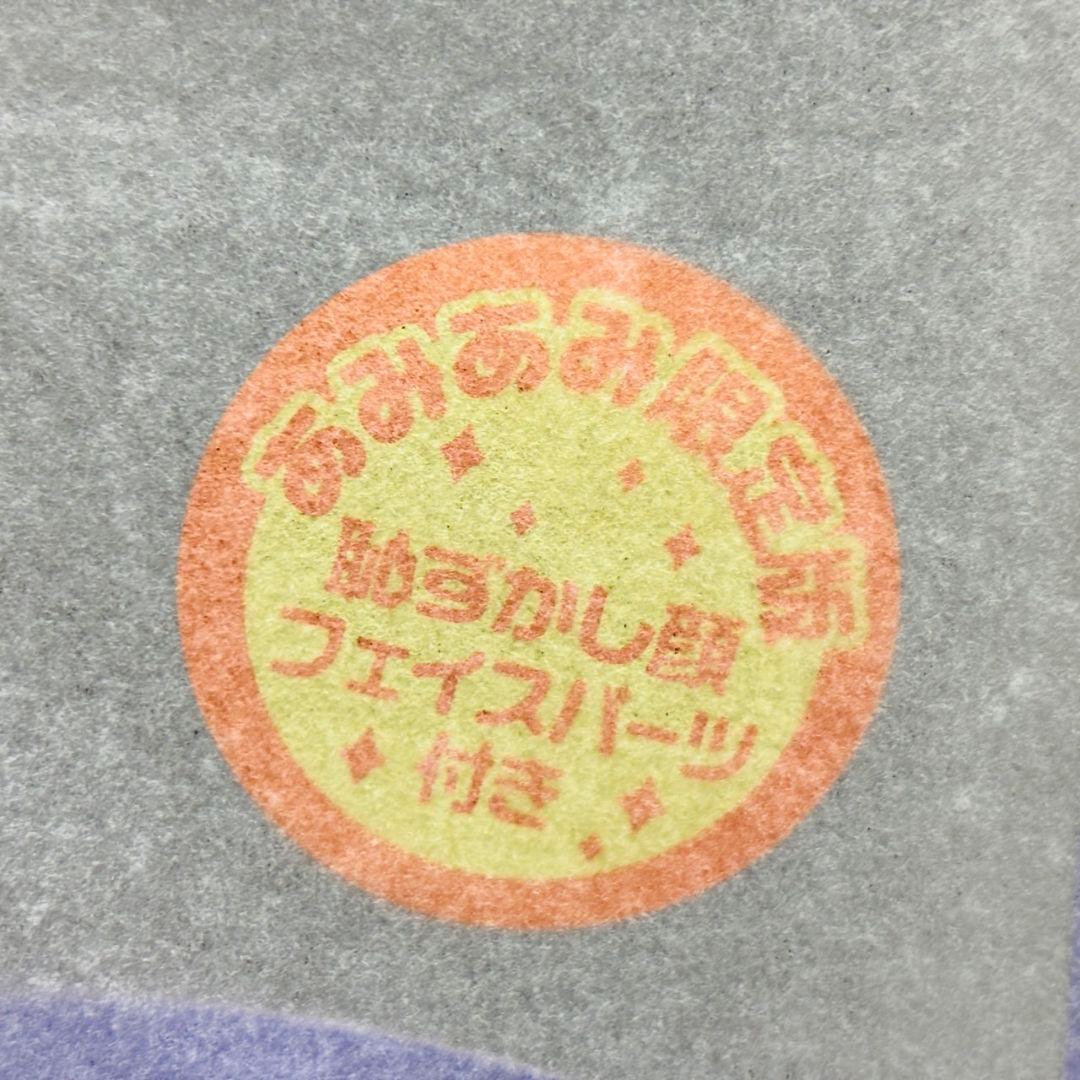 あみあみ限定版
恥ずかし顔
フェイスパーツ
付き